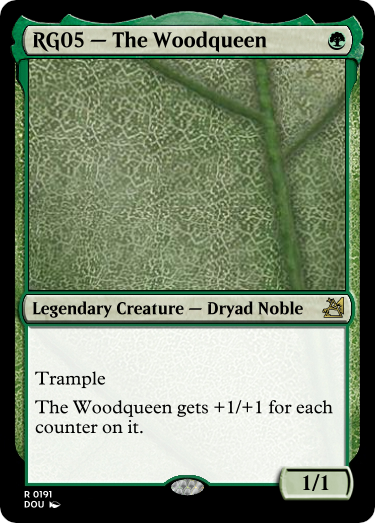 RG05 — The Woodqueen
Legendary Creature — Dryad Noble
Trample
The Woodqueen gets +1/+1 for each
counter on it.
1/1
R 0191
DOU